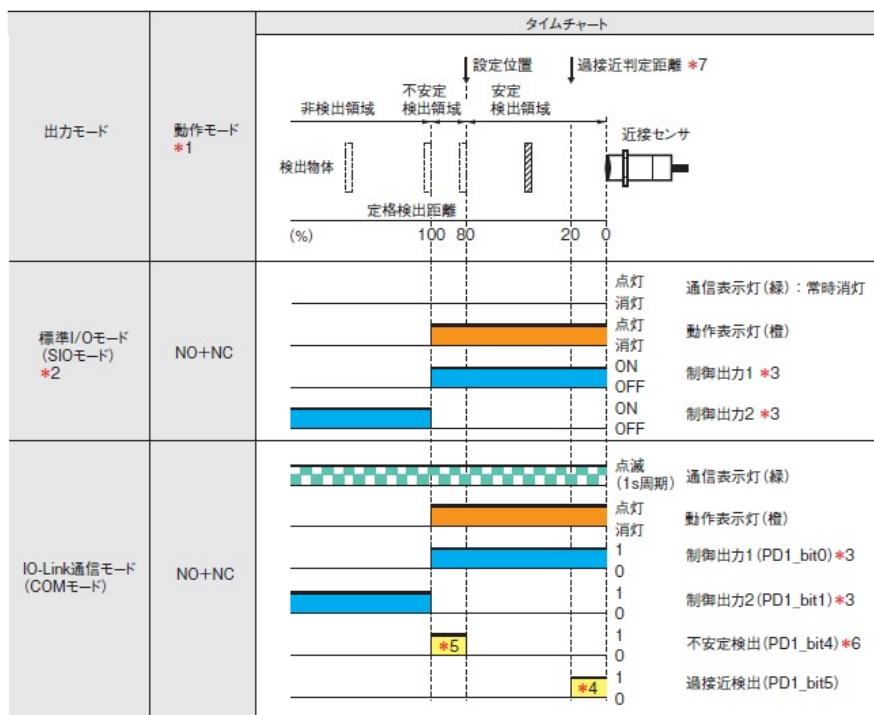 タイムチャート
出力モード
動作モード
*1
設定位置
過接近判定距離 *7
非検出領域
不安定
検出領域
安定
検出領域
近接センサ
検出物体
定格検出距離
(%)
100 80
20
0
標準I/Oモード
(SIOモード)
*2
NO+NC
点灯
消灯
通信表示灯(緑):常時消灯
点灯
消灯
動作表示灯(橙)
ON
OFF
制御出力1 *3
ON
OFF
制御出力2 *3
IO-Link通信モード
(COMモード)
NO+NC
点滅
(1s周期)
通信表示灯(緑)
点灯
消灯
動作表示灯(橙)
1
0
制御出力1(PD1_bit0)*3
1
0
制御出力2(PD1_bit1)*3
*5
1
0
不安定検出(PD1_bit4)*6
*4
1
0
過接近検出(PD1_bit5)